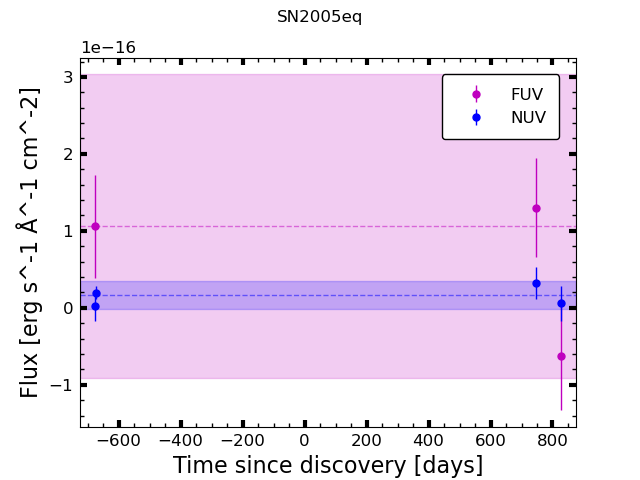 SN2005eq
1e−16
3
2
1
0
−1
Flux [erg s^-1 Å^-1 cm^-2]
FUV
NUV
−600 −400 −200 0 200 400 600 800
Time since discovery [days]